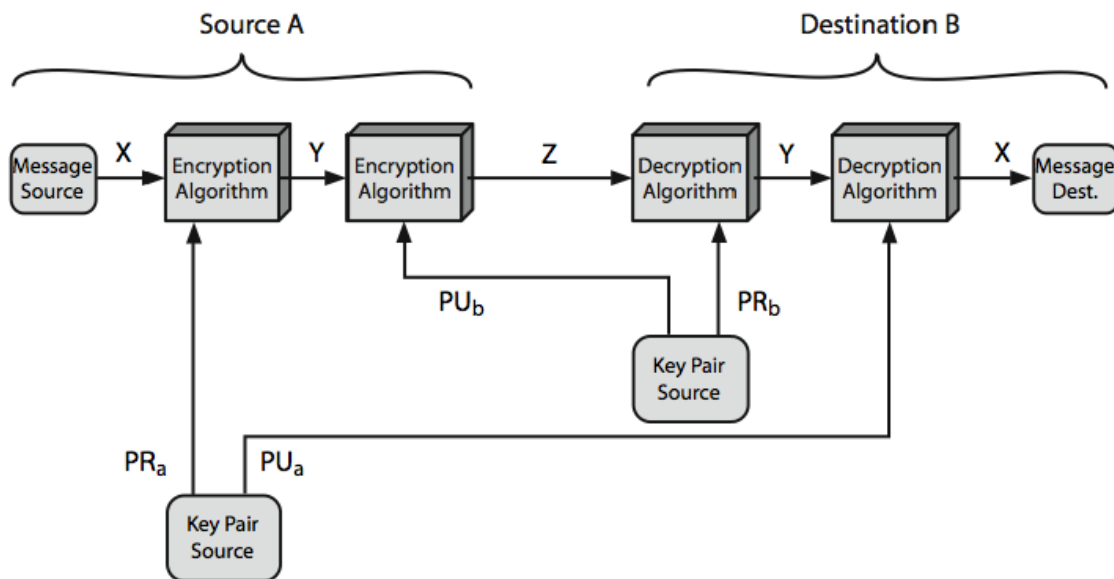 Source A
Destination B
Message
Source
X
Encryption
Algorithm
Y
Encryption
Algorithm
Z
Decryption
Algorithm
Y
Decryption
Algorithm
X
Message
Dest.
PUb
PRb
Key Pair
Source
PRa
PUa
Key Pair
Source